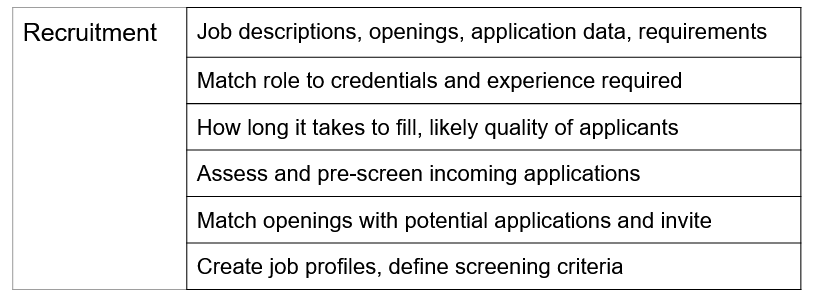 Recruitment
Job descriptions, openings, application data, requirements
Match role to credentials and experience required
How long it takes to fill, likely quality of applicants
Assess and pre-screen incoming applications
Match openings with potential applications and invite
Create job profiles, define screening criteria